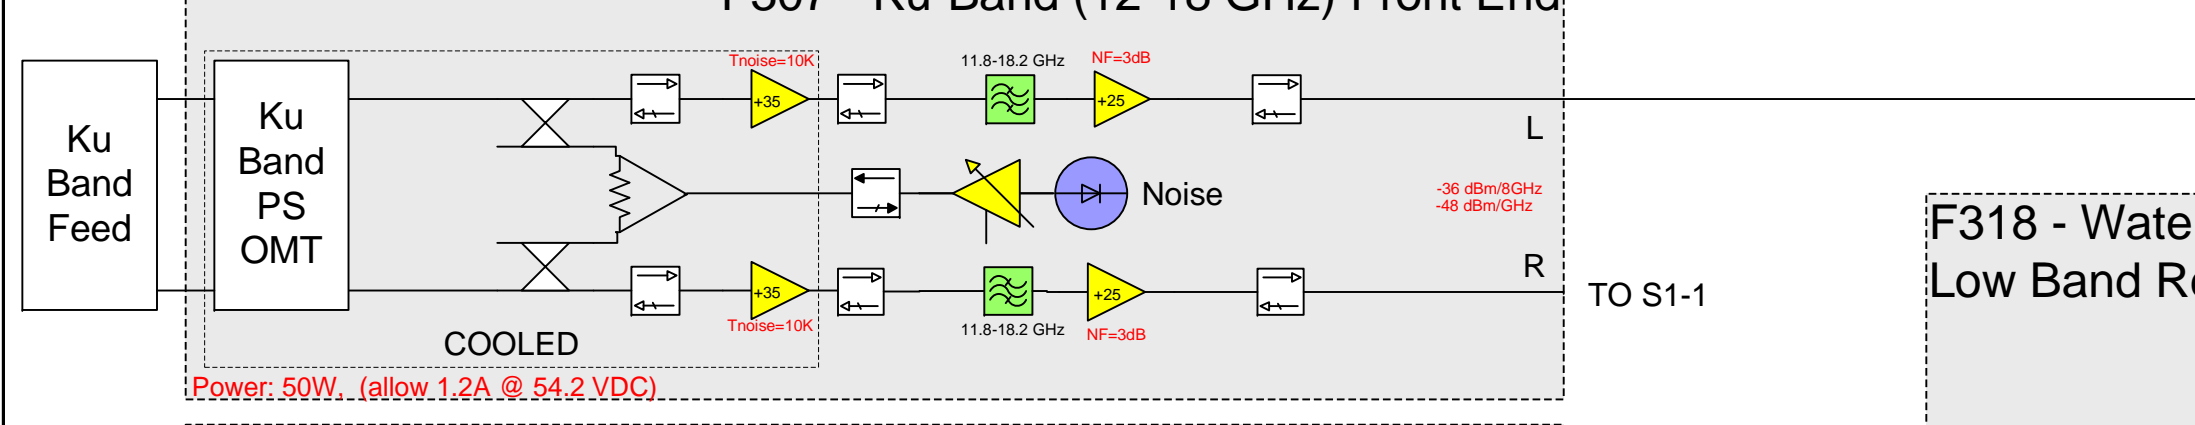 F307 - Ku Band (12-18 GHz) Front End
Tnoise=10K
11.8-18.2 GHz
NF=3dB
+35
+25
Ku
Band
Feed
Ku
Band
PS
OMT
L
Noise
-36 dBm/8GHz
-48 dBm/GHz
R
TO S1-1
+35
+25
Tnoise=10K
11.8-18.2 GHz
NF=3dB
COOLED
Power: 50W, (allow 1.2A @ 54.2 VDC)
F318 - Wate
Low Band R